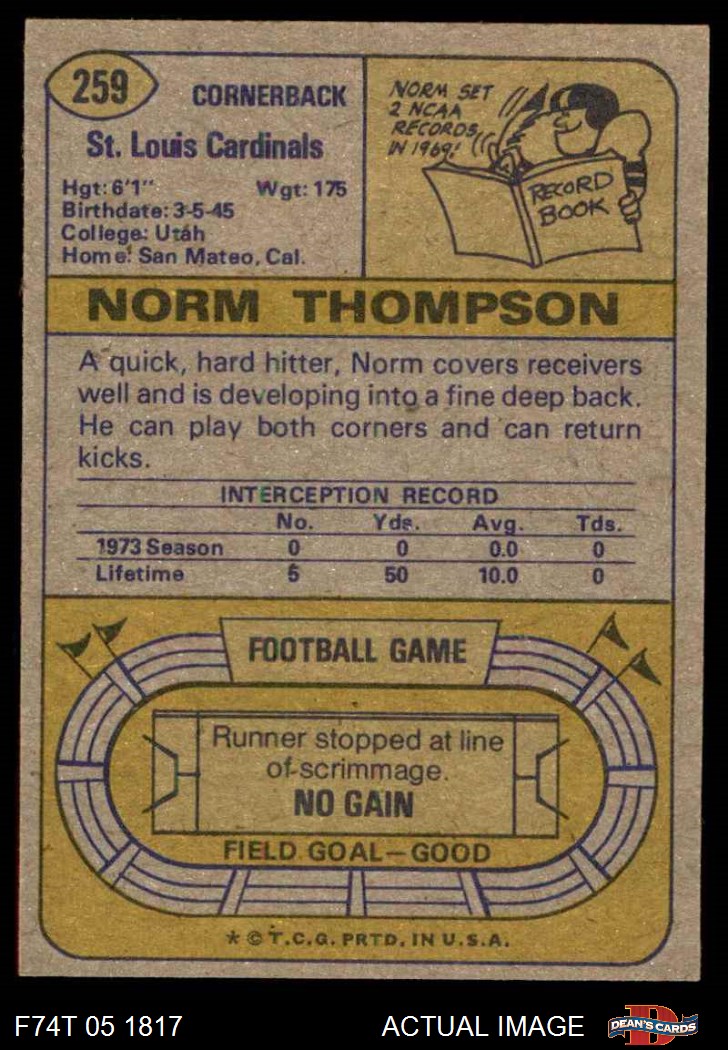 259
CORNERBACK
St. Louis Cardinals
Hgt: 6'1" Wgt: 175
Birthdate: 3-5-45
College: Utah
Home: San Mateo, Cal.
NORM SET
2 NCAA
RECORDS
IN 1969!
RECORD
BOOK
NORM THOMPSON
A quick, hard hitter, Norm covers receivers
well and is developing into a fine deep back.
He can play both corners and can return
kicks.
INTERCEPTION RECORD
No. Yds. Avg. Tds.
1973 Season 0 0 0.0 0
Lifetime 5 50 10.0 0
FOOTBALL GAME
Runner stopped at line
of scrimmage.
NO GAIN
FIELD GOAL—GOOD
* © T.C.G. PRTD. IN U.S.A.
F74T 05 1817 ACTUAL IMAGE
D
DEAN'S CARDS